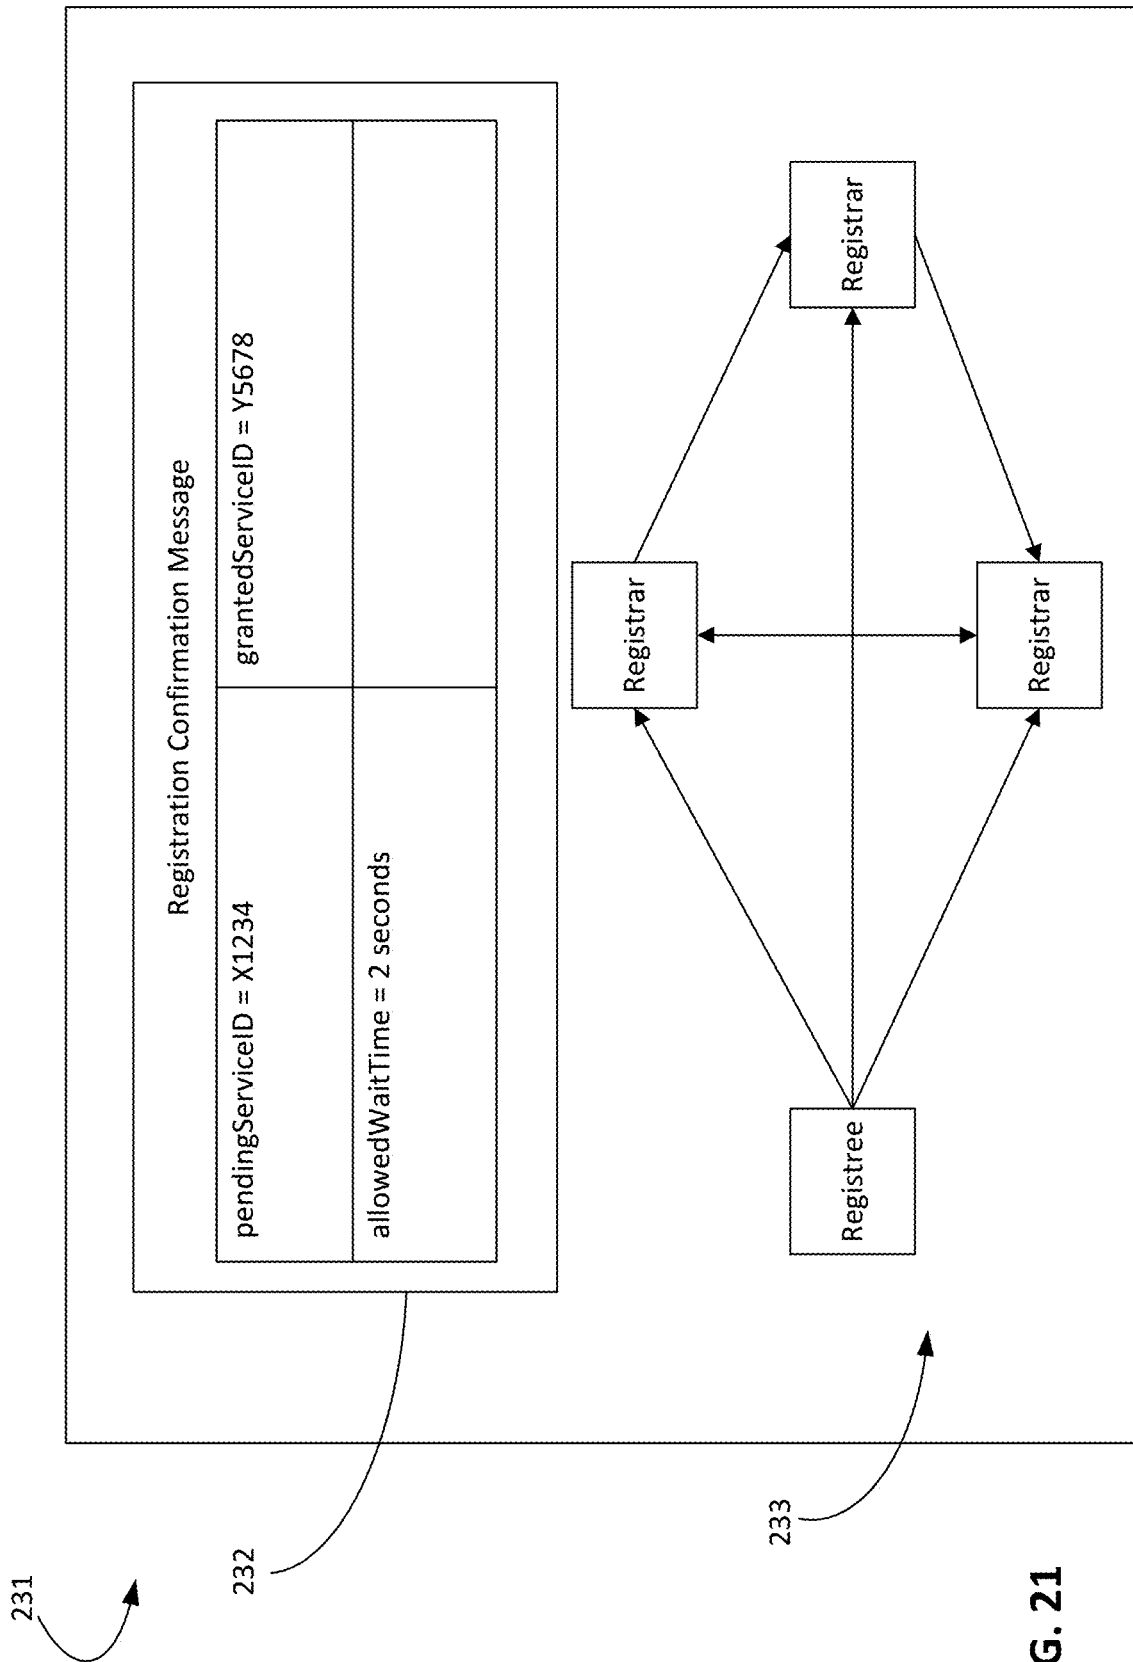 231
232
Registration Confirmation Message
pendingServiceID = X1234
grantedServiceID = Y5678
allowedWaitTime = 2 seconds
233
Registree
Registrar
Registrar
Registrar
G. 21